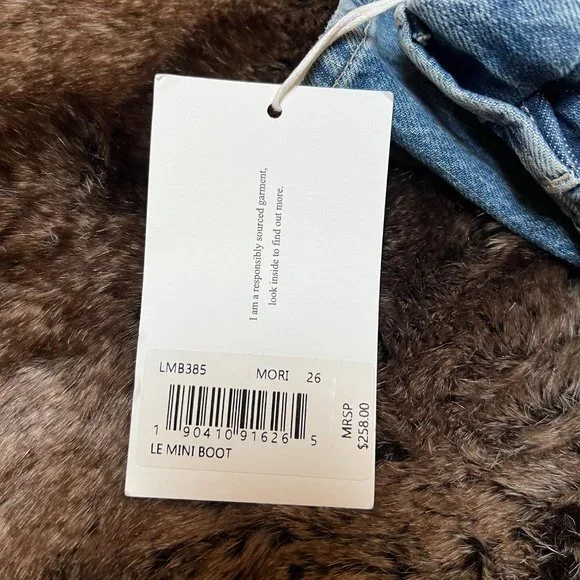 I am a responsibly sourced garment,
look inside to find out more.
LMB385 MORI 26
1 90410 91626 5
LE MINI BOOT
MRSP
$258.00